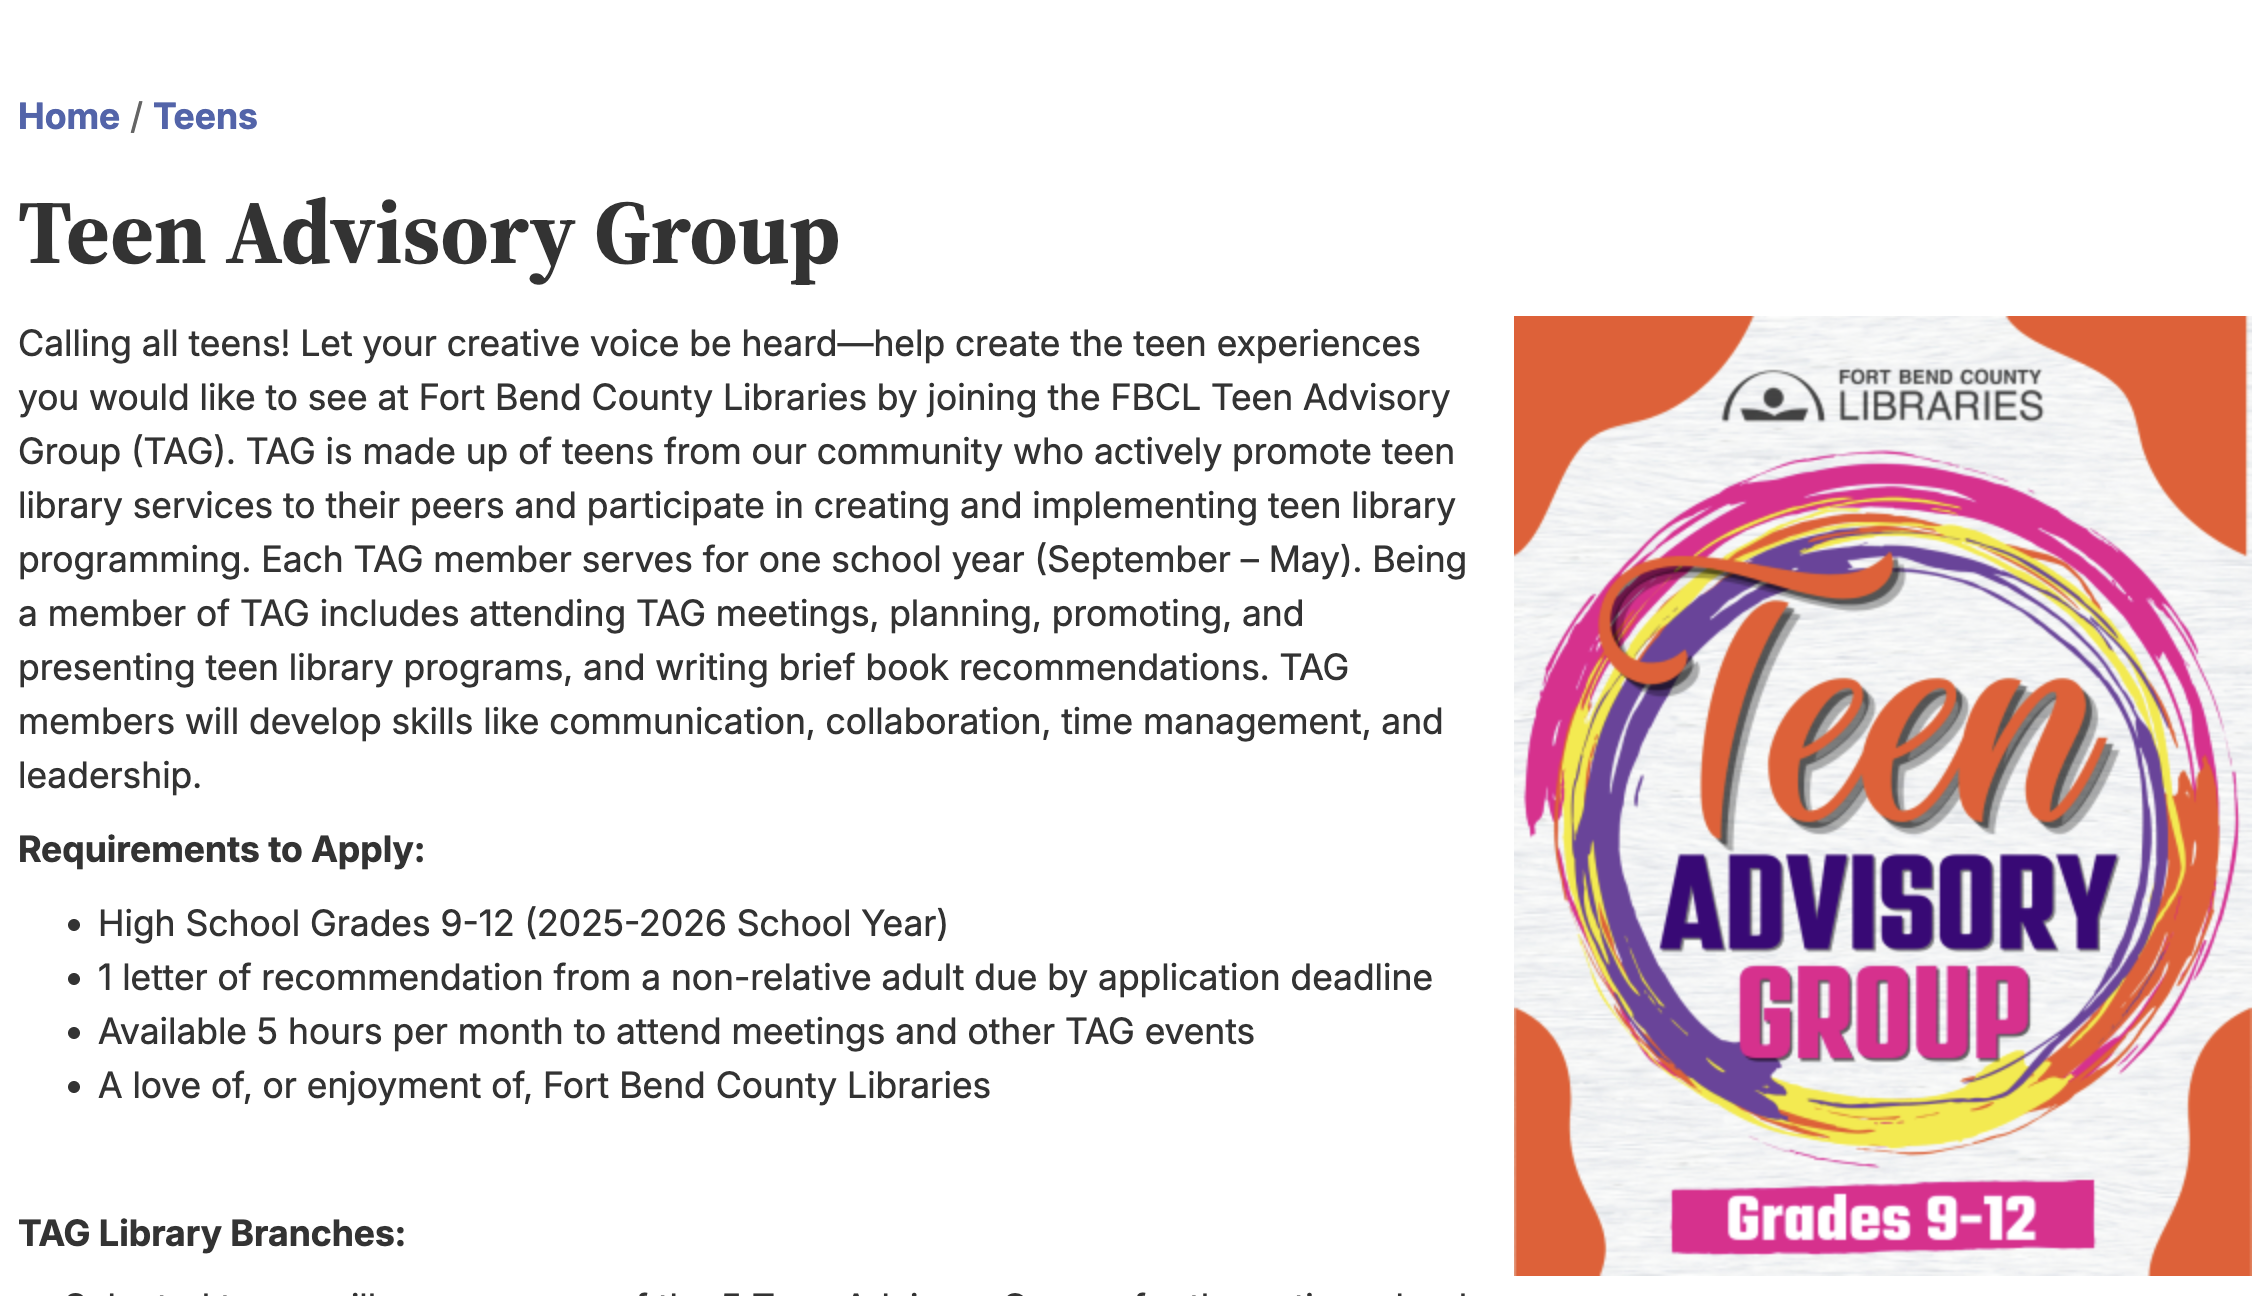 Home / Teens
Teen Advisory Group
Calling all teens! Let your creative voice be heard—help create the teen experiences
you would like to see at Fort Bend County Libraries by joining the FBCL Teen Advisory
Group (TAG). TAG is made up of teens from our community who actively promote teen
library services to their peers and participate in creating and implementing teen library
programming. Each TAG member serves for one school year (September – May). Being
a member of TAG includes attending TAG meetings, planning, promoting, and
presenting teen library programs, and writing brief book recommendations. TAG
members will develop skills like communication, collaboration, time management, and
leadership.
Requirements to Apply:
• High School Grades 9-12 (2025-2026 School Year)
• 1 letter of recommendation from a non-relative adult due by application deadline
• Available 5 hours per month to attend meetings and other TAG events
• A love of, or enjoyment of, Fort Bend County Libraries
TAG Library Branches:
FORT BEND COUNTY
LIBRARIES
Teen
ADVISORY
GROUP
Grades 9-12